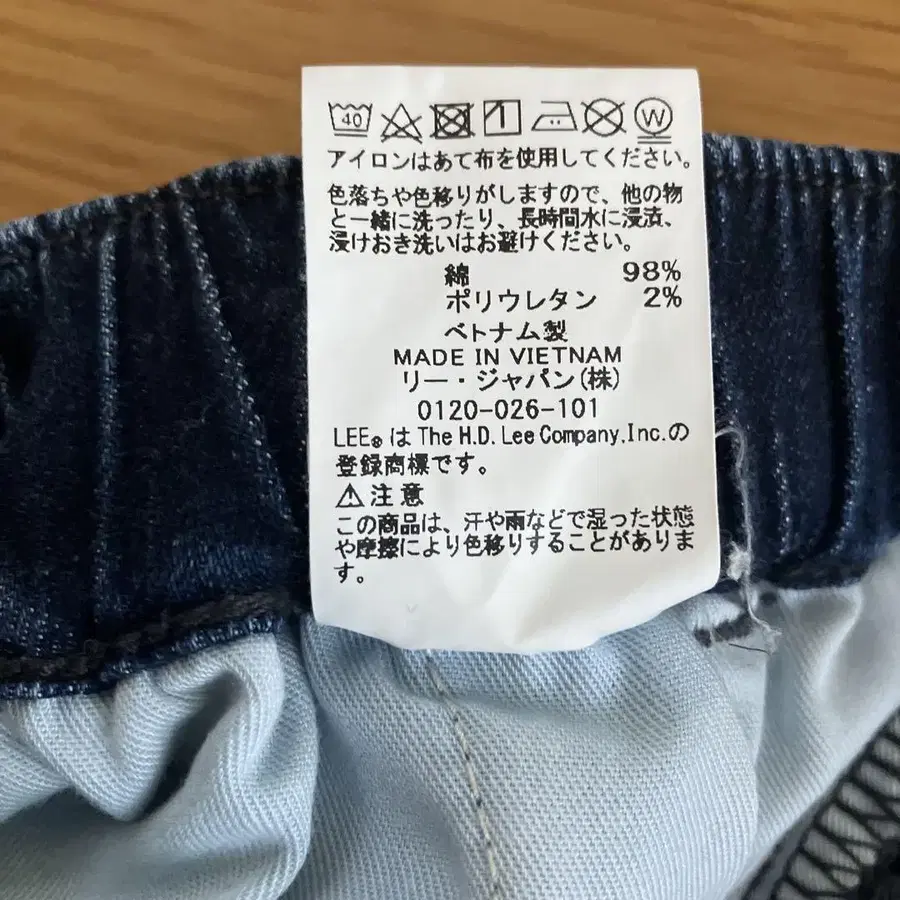 40 W
アイロンはあて布を使用してください。
色落ちや色移りがしますので、他の物
と一緒に洗ったり、長時間水に浸漬、
浸けおき洗いはお避けください。
綿 98%
ポリウレタン 2%
ベトナム製
MADE IN VIETNAM
リー・ジャパン(株)
0120-026-101
LEE® は The H.D. Lee Company, Inc.の
登録商標です。
⚠注意
この商品は、汗や雨などで湿った状態
や摩擦により色移りすることがありま
す。